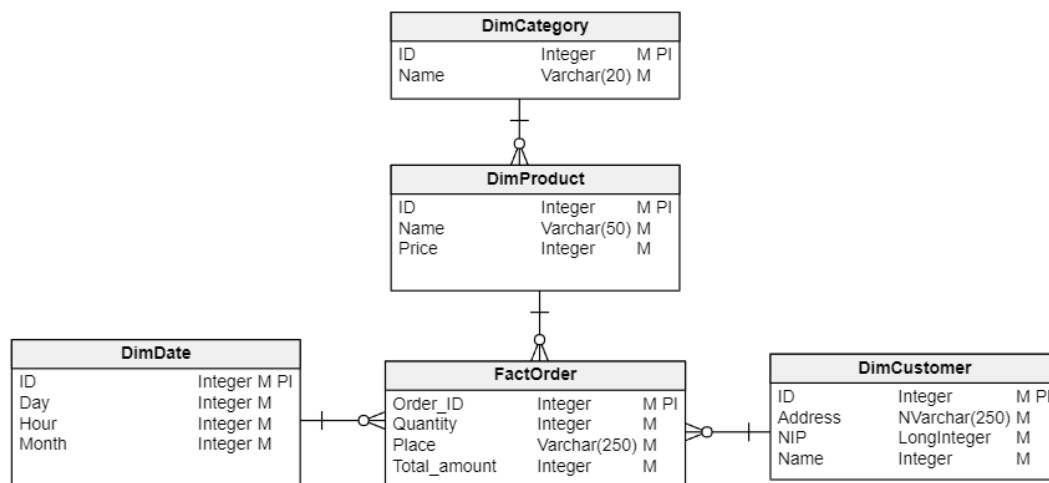 DimCategory
ID Integer M PI
Name Varchar(20) M
DimProduct
ID Integer M PI
Name Varchar(50) M
Price Integer M
DimDate
ID Integer M PI
Day Integer M
Hour Integer M
Month Integer M
FactOrder
Order_ID Integer M PI
Quantity Integer M
Place Varchar(250) M
Total_amount Integer M
DimCustomer
ID Integer M PI
Address NVarchar(250) M
NIP LongInteger M
Name Integer M